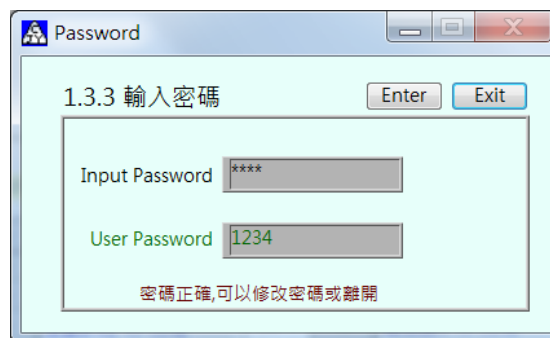 Password
1.3.3 輸入密碼 Enter Exit
Input Password ****
User Password 1234
密碼正確,可以修改密碼或離開